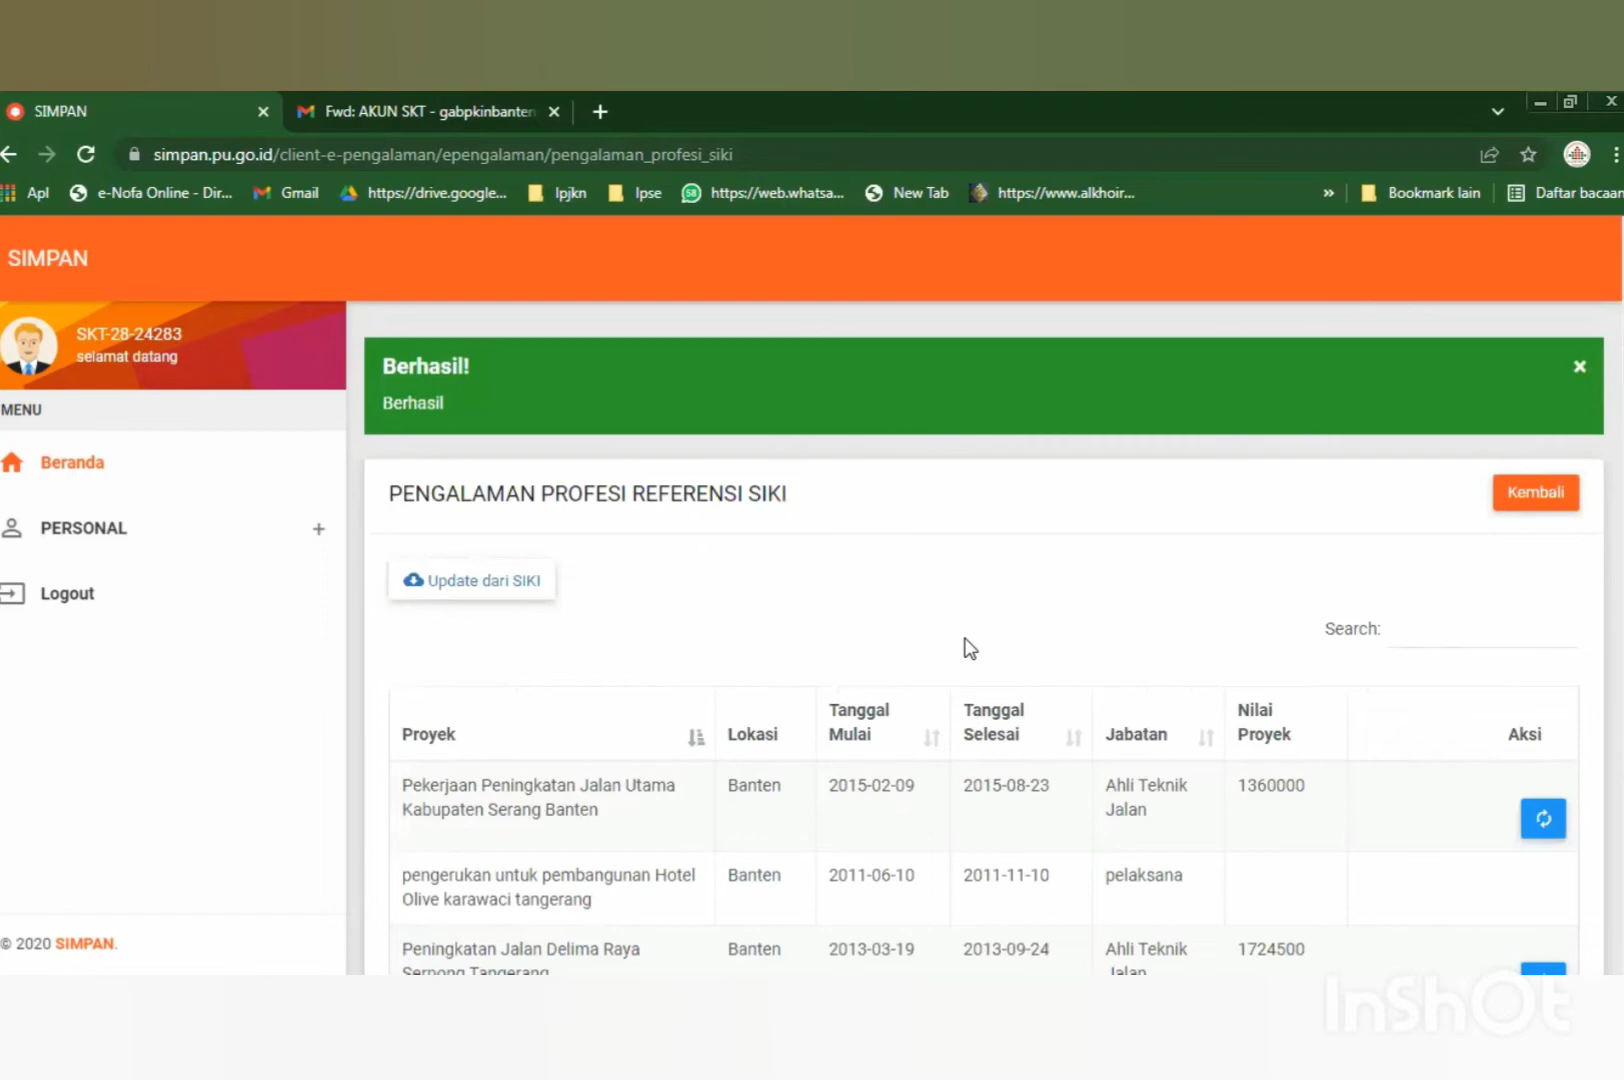 SIMPAN
Fwd: AKUN SKT - gabpkinbanten
simpan.pu.go.id/client-e-pengalaman/epengalaman/pengalaman_profesi_siki
Apl e-Nofa Online - Dir... Gmail https://drive.google... lpjkn lpse 58 https://web.whatsa... New Tab https://www.alkhoir... » Bookmark lain Daftar bacaan
SIMPAN
SKT-28-24283
selamat datang
MENU
Beranda
PERSONAL +
Logout
© 2020 SIMPAN.
Berhasil!
Berhasil
PENGALAMAN PROFESI REFERENSI SIKI
Kembali
Update dari SIKI
Search:
Proyek Lokasi Tanggal Mulai Tanggal Selesai Jabatan Nilai Proyek Aksi
Pekerjaan Peningkatan Jalan Utama Banten 2015-02-09 2015-08-23 Ahli Teknik 1360000
Kabupaten Serang Banten Jalan
pengerukan untuk pembangunan Hotel Banten 2011-06-10 2011-11-10 pelaksana
Olive karawaci tangerang
Peningkatan Jalan Delima Raya Banten 2013-03-19 2013-09-24 Ahli Teknik 1724500
Serpong Tangerang Jalan
InShOt